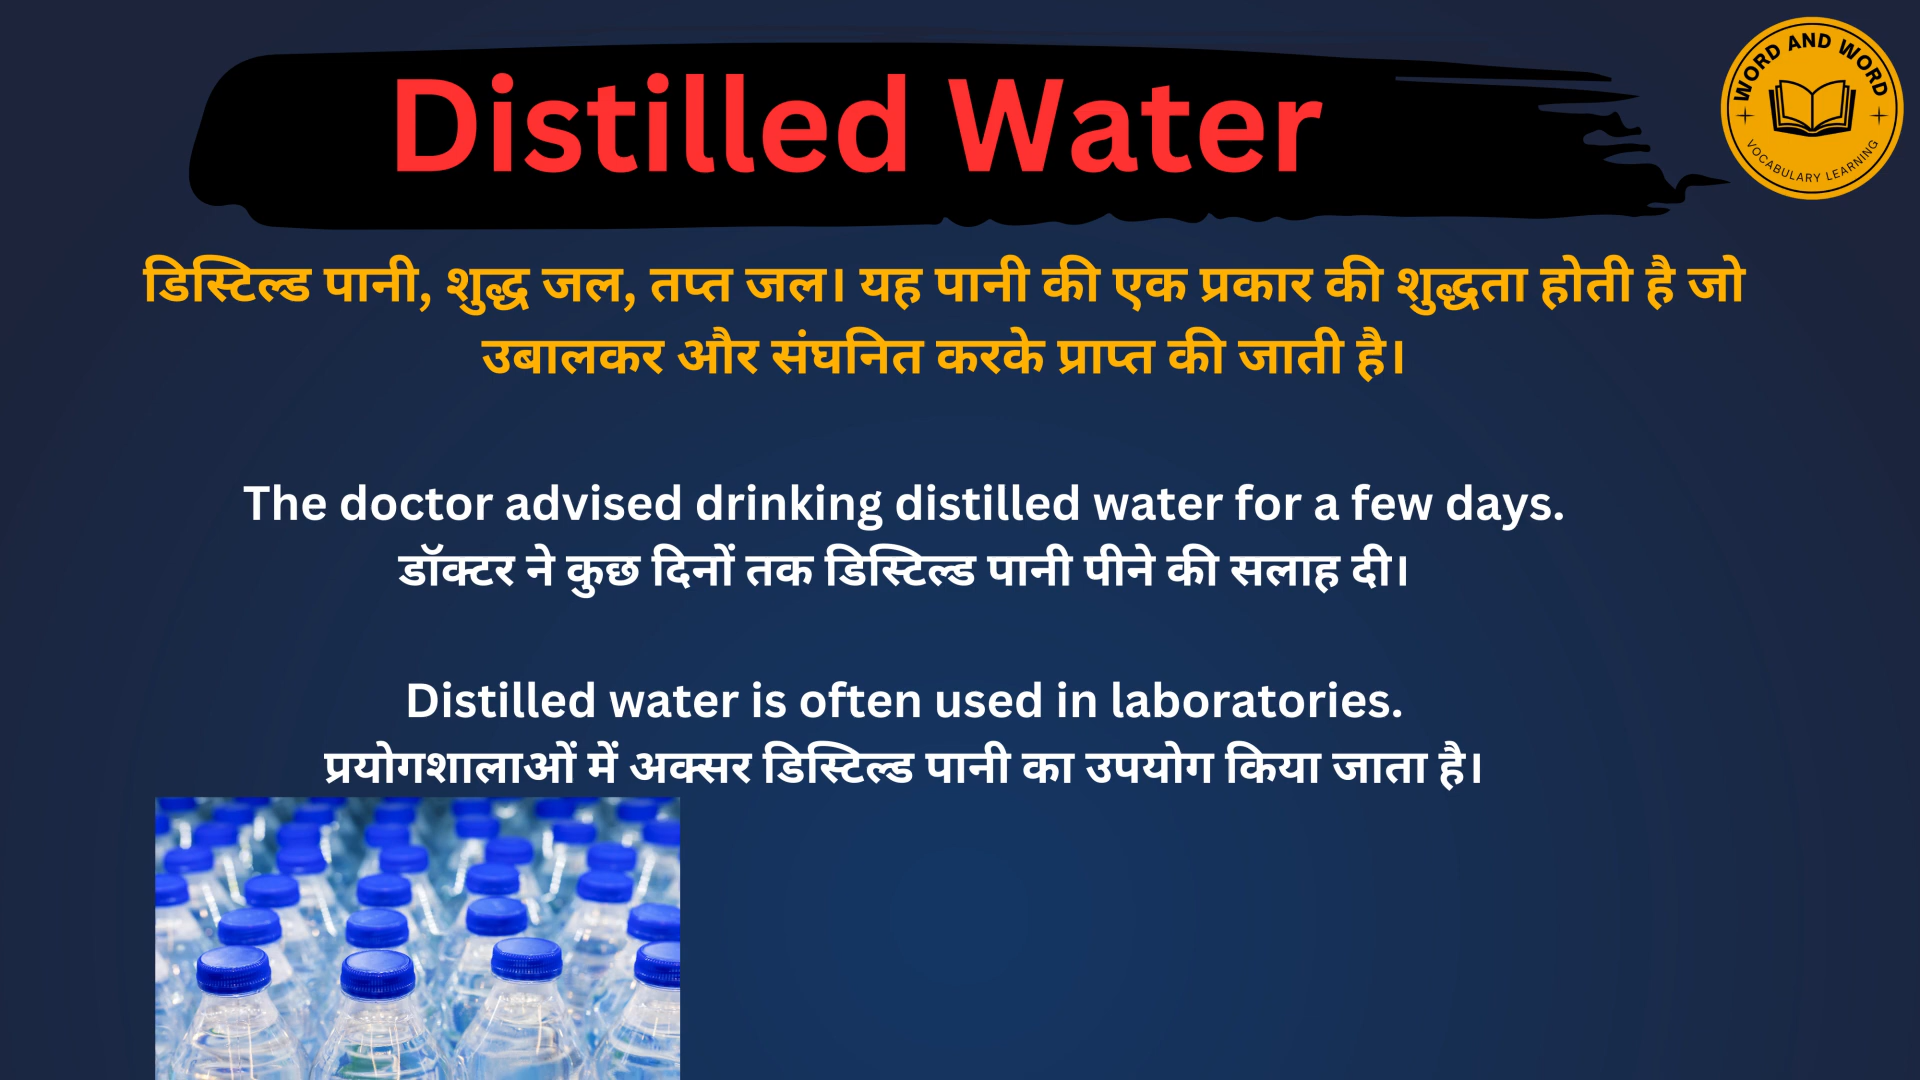 Distilled Water
WORD AND WORD
VOCABULARY LEARNING
डिस्टिल्ड पानी, शुद्ध जल, तप्त जल। यह पानी की एक प्रकार की शुद्धता होती है जो
उबालकर और संघनित करके प्राप्त की जाती है।
The doctor advised drinking distilled water for a few days.
डॉक्टर ने कुछ दिनों तक डिस्टिल्ड पानी पीने की सलाह दी।
Distilled water is often used in laboratories.
प्रयोगशालाओं में अक्सर डिस्टिल्ड पानी का उपयोग किया जाता है।